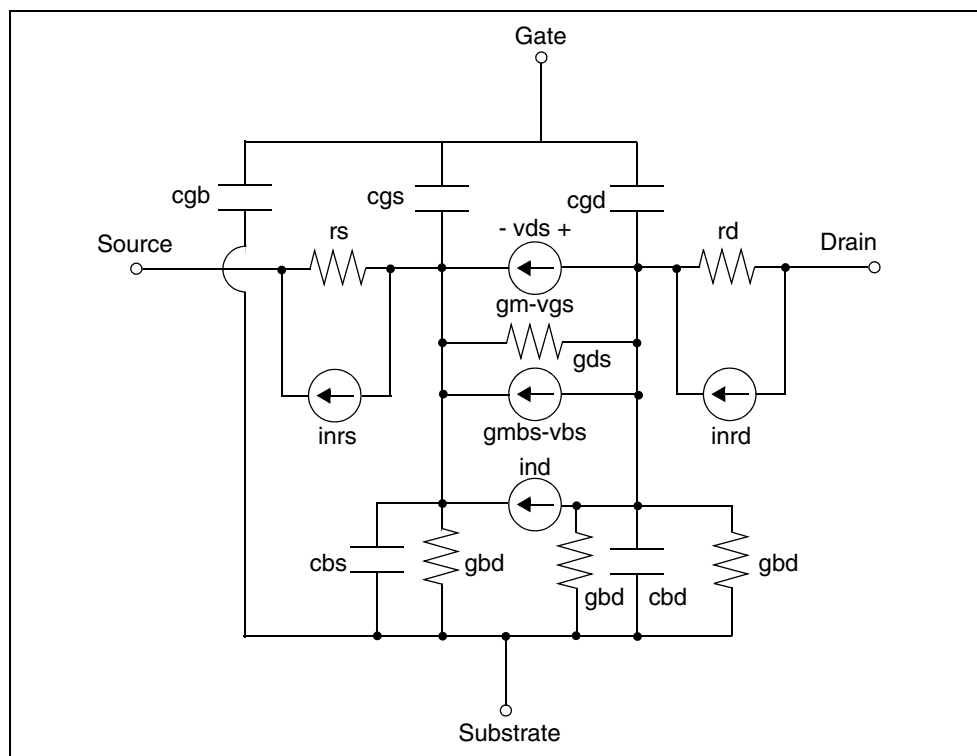 Gate
cgb
cgs
cgd
- vds +
rs
rd
Source
Drain
gm-vgs
gds
inrs
gmbs-vbs
inrd
ind
cbs
gbd
gbd
cbd
gbd
Substrate